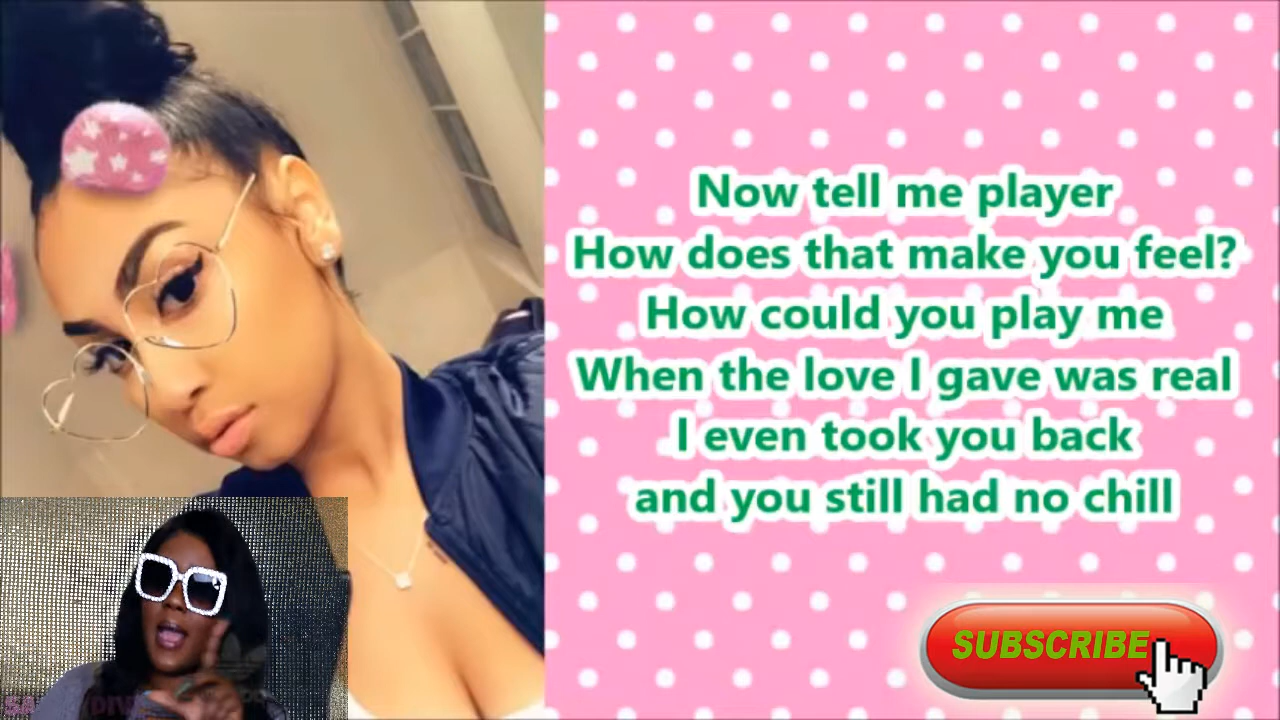 Now tell me player
How does that make you feel?
How could you play me
When the love I gave was real
I even took you back
and you still had no chill
SUBSCRIBE